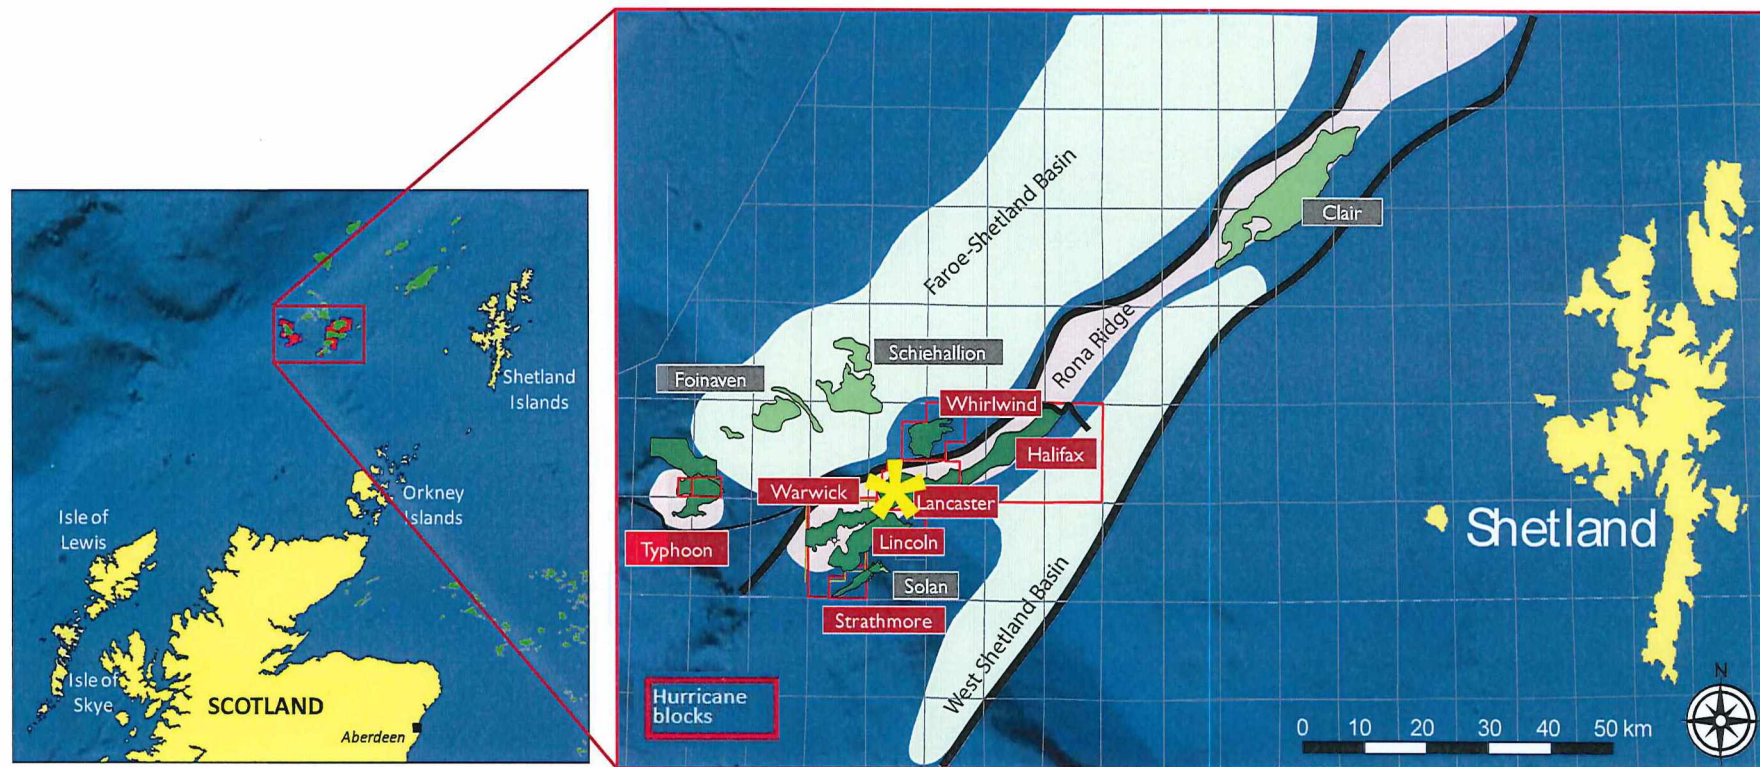 Shetland
Islands
Orkney
Islands
Isle of
Lewis
Isle of
Skye
SCOTLAND
Aberdeen
Faroe-Shetland Basin
Clair
Rona Ridge
Schiehallion
Foinaven
Whirlwind
Halifax
Warwick
Lancaster
Typhoon
Lincoln
Solan
Strathmore
West Shetland Basin
Shetland
Hurricane
blocks
N
0 10 20 30 40 50 km